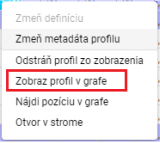 Zmeň definíciu
Zmeň metadáta profilu
Odstráň profil zo zobrazenia
Zobraz profil v grafe
Nájdi pozíciu v grafe
Otvor v strome